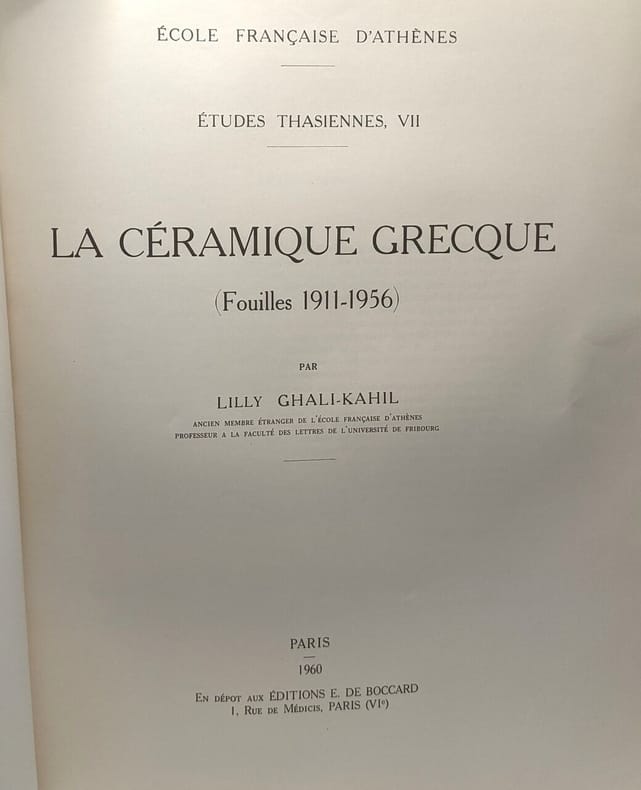 ÉCOLE FRANÇAISE D'ATHÈNES
ÉTUDES THASIENNES, VII
LA CÉRAMIQUE GRECQUE
(Fouilles 1911-1956)
PAR
LILLY GHALI-KAHIL
ANCIEN MEMBRE ÉTRANGER DE L'ÉCOLE FRANÇAISE D'ATHÈNES
PROFESSEUR A LA FACULTÉ DES LETTRES DE L'UNIVERSITÉ DE FRIBOURG
PARIS
1960
EN DÉPOT AUX ÉDITIONS E. DE BOCCARD
1, RUE DE MÉDICIS, PARIS (VIe)